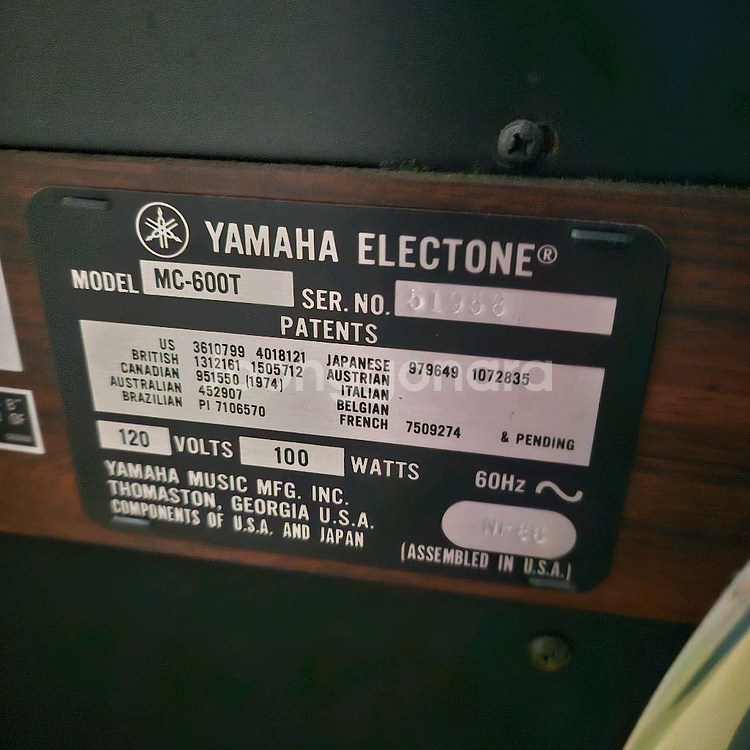 YAMAHA ELECTONE®
MODEL MC-600T
SER. NO. 51988
PATENTS
US 3610799 4018121 JAPANESE 979649 1072835
BRITISH 1312161 1505712 AUSTRIAN
CANADIAN 951550 (1974) ITALIAN
AUSTRALIAN 452907 BELGIAN
BRAZILIAN PI 7106570 FRENCH 7509274 & PENDING
120 VOLTS 100 WATTS 60Hz
YAMAHA MUSIC MFG. INC.
THOMASTON, GEORGIA U.S.A.
COMPONENTS OF U.S.A. AND JAPAN
(ASSEMBLED IN U.S.A.)